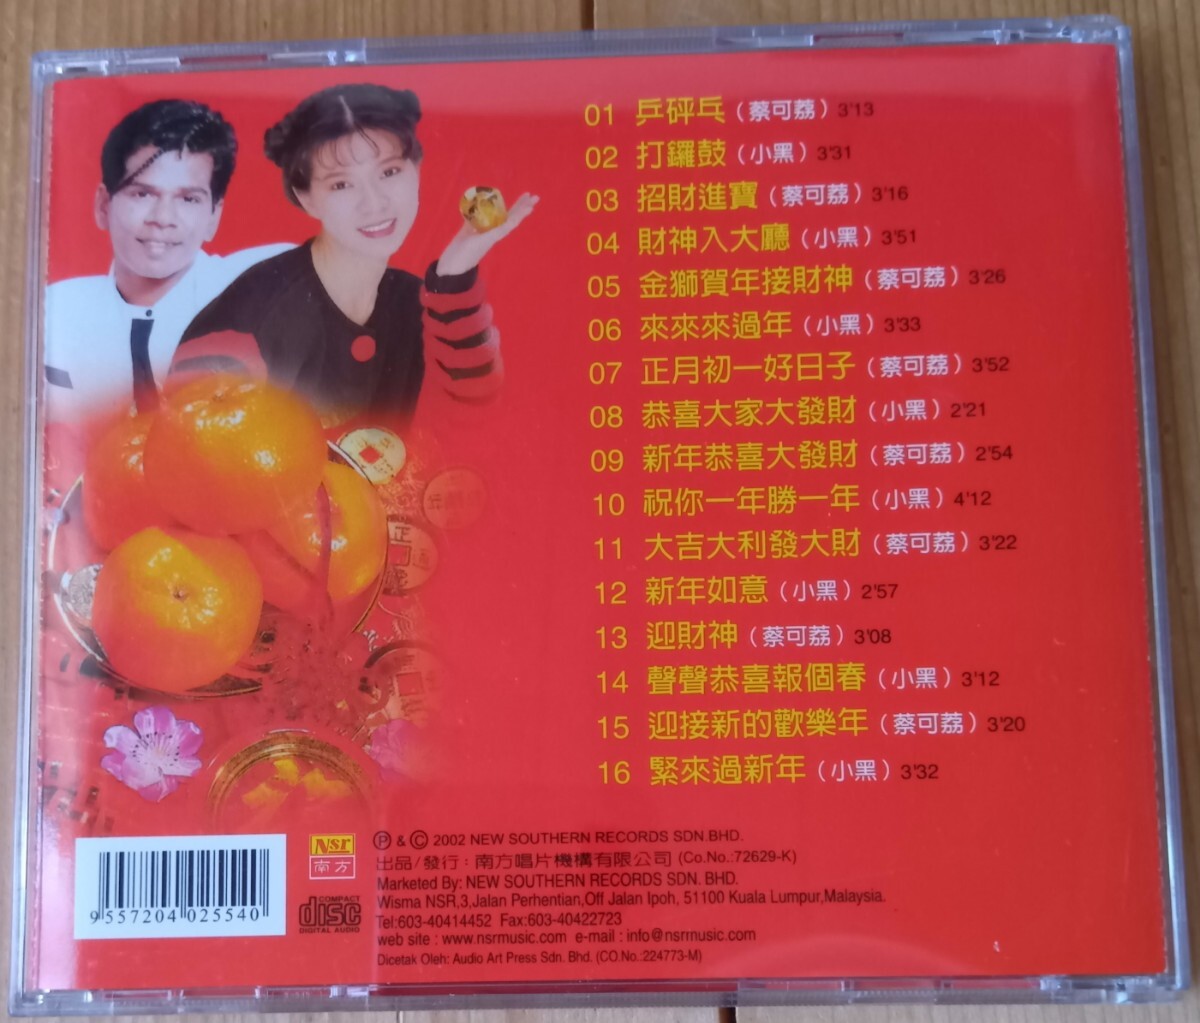 01 乒砰乓（蔡可荔）3'13
02 打鑼鼓（小黑）3'31
03 招財進寶（蔡可荔）3'16
04 財神入大廳（小黑）3'51
05 金獅賀年接財神（蔡可荔）3'26
06 來來來過年（小黑）3'33
07 正月初一好日子（蔡可荔）3'52
08 恭喜大家大發財（小黑）2'21
09 新年恭喜大發財（蔡可荔）2'54
10 祝你一年勝一年（小黑）4'12
11 大吉大利發大財（蔡可荔）3'22
12 新年如意（小黑）2'57
13 迎財神（蔡可荔）3'08
14 聲聲恭喜報個春（小黑）3'12
15 迎接新的歡樂年（蔡可荔）3'20
16 緊來過新年（小黑）3'32
9 557204 025540
Nsr
南方
COMPACT
disc
DIGITAL AUDIO
Ⓟ & © 2002 NEW SOUTHERN RECORDS SDN.BHD.
出品/發行：南方唱片機構有限公司 (Co.No.:72629-K)
Marketed By: NEW SOUTHERN RECORDS SDN. BHD.
Wisma NSR,3,Jalan Perhentian,Off Jalan Ipoh, 51100 Kuala Lumpur,Malaysia.
Tel:603-40414452 Fax:603-40422723
web site : www.nsrmusic.com e-mail : info@nsrrmusic.com
Dicetak Oleh: Audio Art Press Sdn. Bhd. (CO.No.:224773-M)